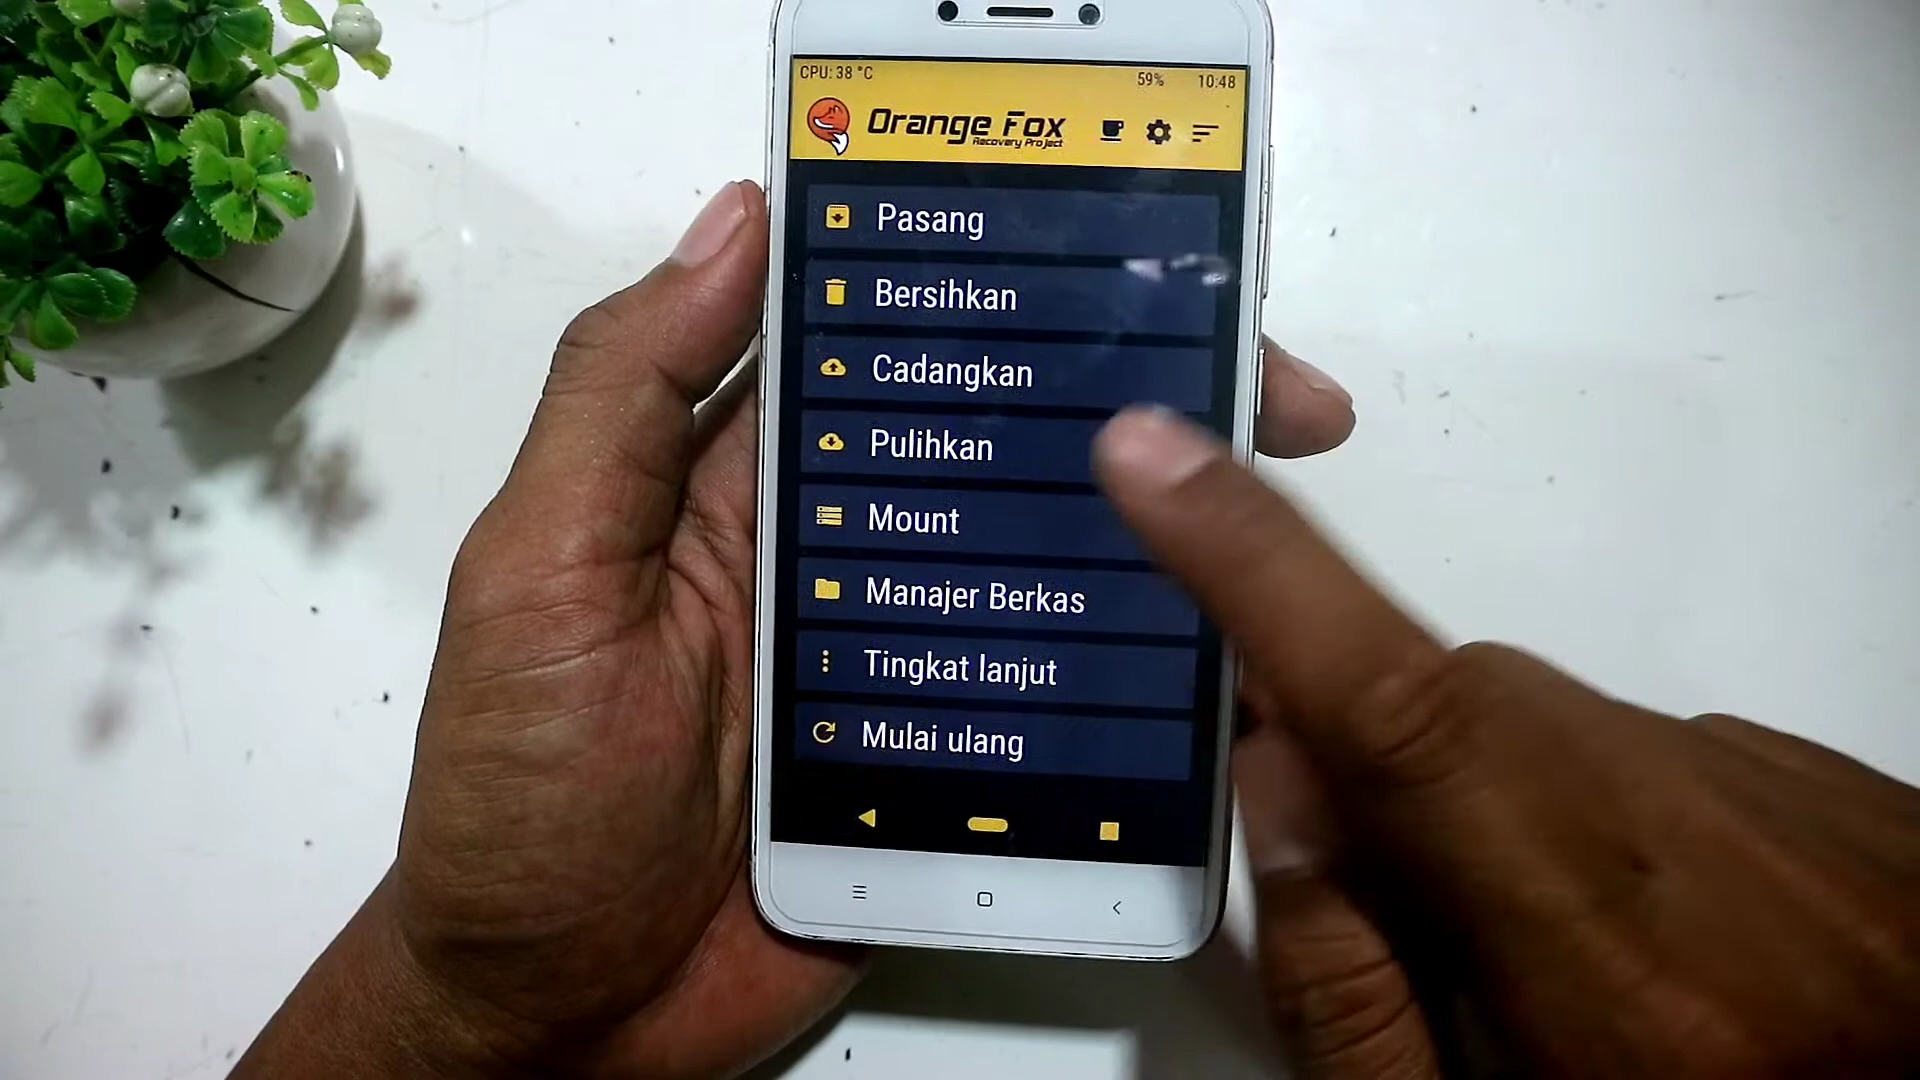 CPU: 38 °C 59% 10:48
Orange Fox
Recovery Project
Pasang
Bersihkan
Cadangkan
Pulihkan
Mount
Manajer Berkas
Tingkat lanjut
Mulai ulang